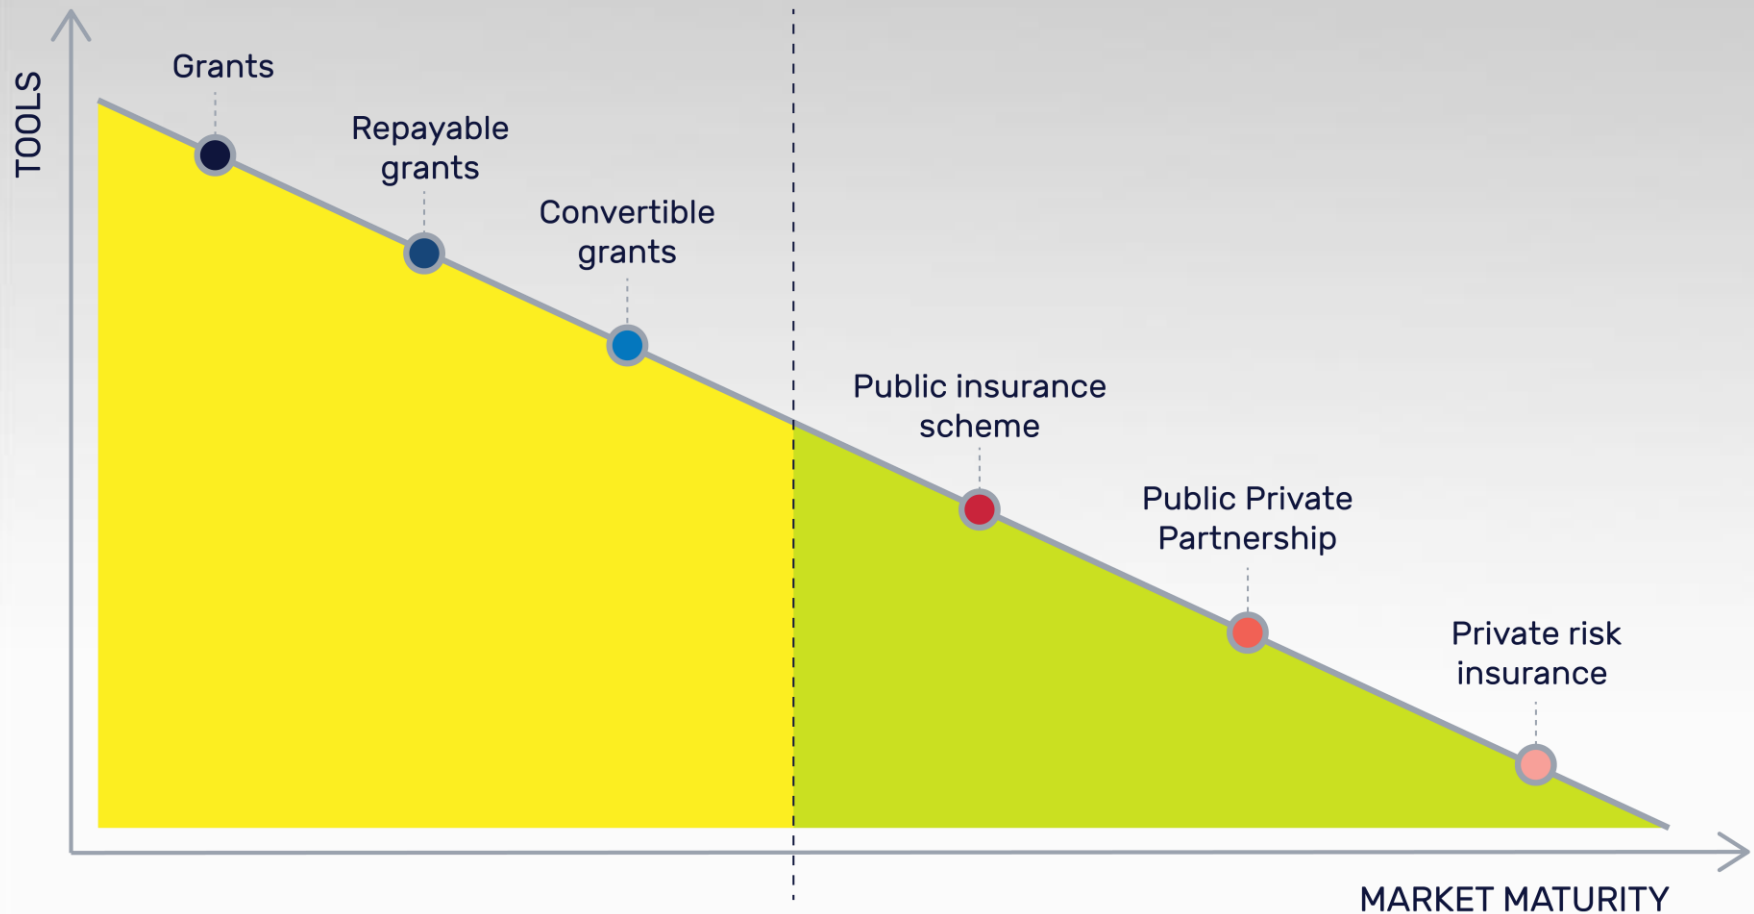 TOOLS
Grants
Repayable
grants
Convertible
grants
Public insurance
scheme
Public Private
Partnership
Private risk
insurance
MARKET MATURITY